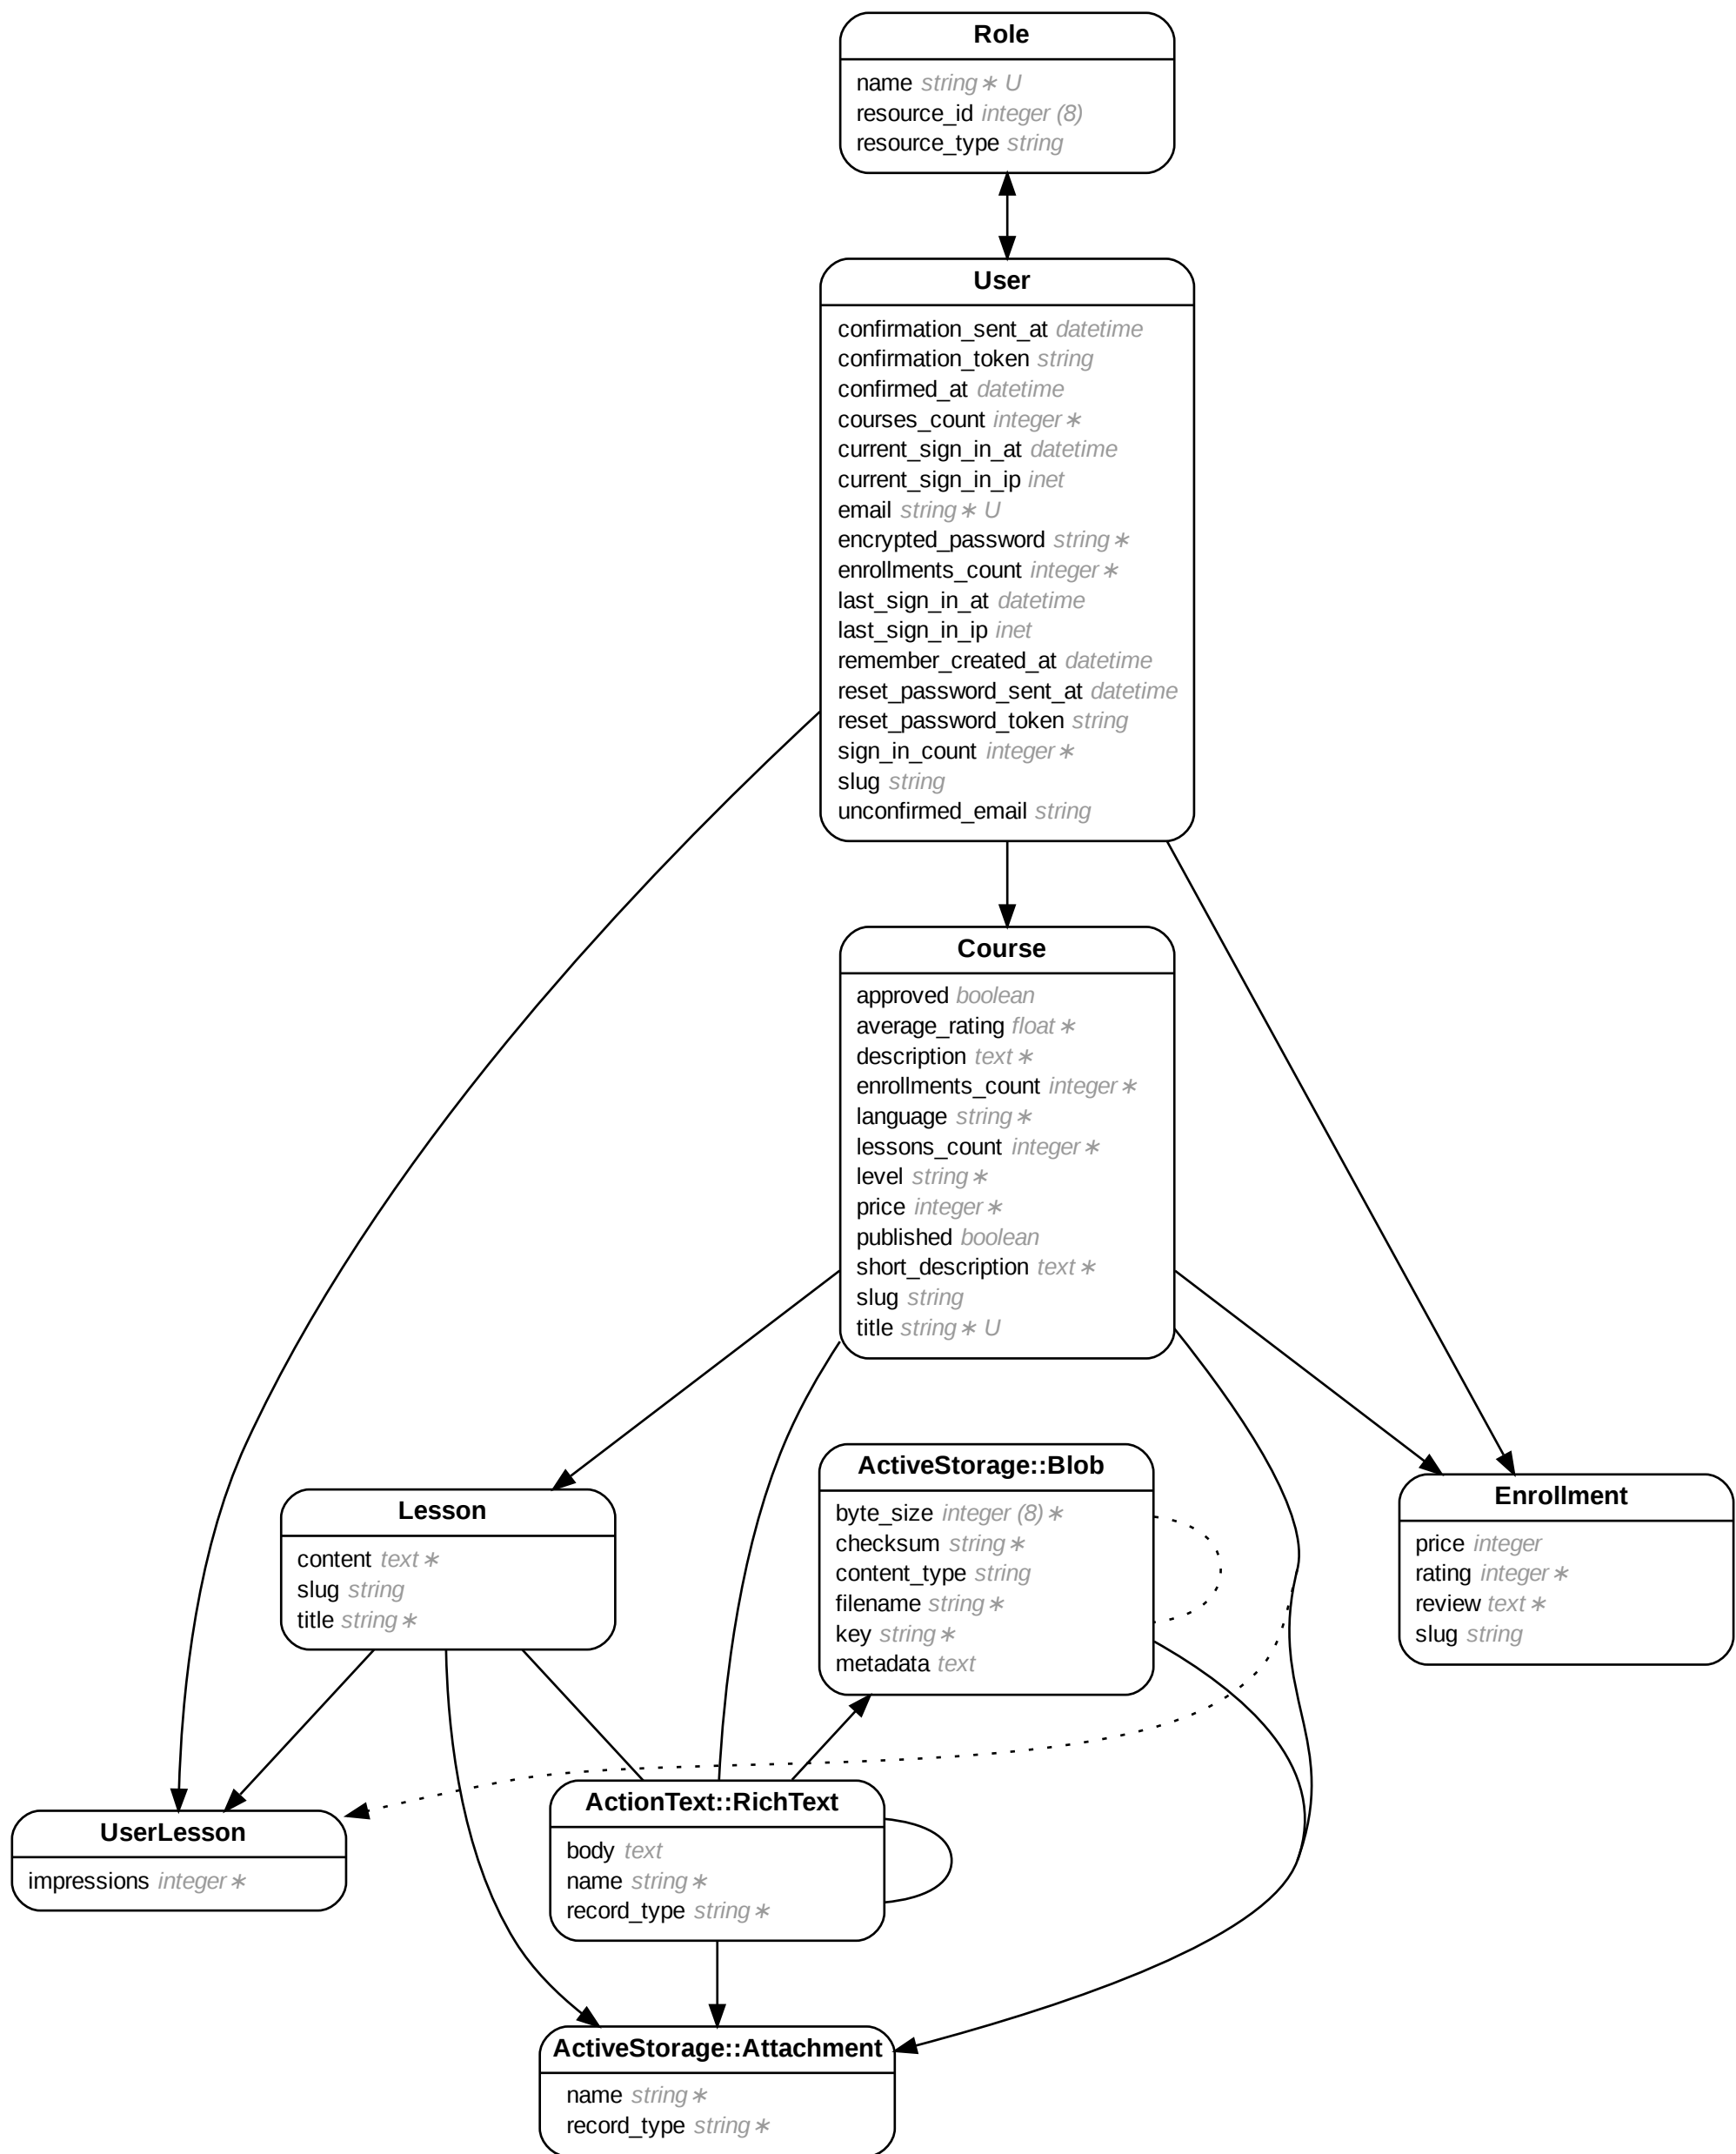 Role
name string∗ U
resource_id integer (8)
resource_type string
User
confirmation_sent_at datetime
confirmation_token string
confirmed_at datetime
courses_count integer∗
current_sign_in_at datetime
current_sign_in_ip inet
email string∗ U
encrypted_password string∗
enrollments_count integer∗
last_sign_in_at datetime
last_sign_in_ip inet
remember_created_at datetime
reset_password_sent_at datetime
reset_password_token string
sign_in_count integer∗
slug string
unconfirmed_email string
Course
approved boolean
average_rating float∗
description text∗
enrollments_count integer∗
language string∗
lessons_count integer∗
level string∗
price integer∗
published boolean
short_description text∗
slug string
title string∗ U
Lesson
content text∗
slug string
title string∗
ActiveStorage::Blob
byte_size integer (8)∗
checksum string∗
content_type string
filename string∗
key string∗
metadata text
Enrollment
price integer
rating integer∗
review text∗
slug string
UserLesson
impressions integer∗
ActionText::RichText
body text
name string∗
record_type string∗
ActiveStorage::Attachment
name string∗
record_type string∗